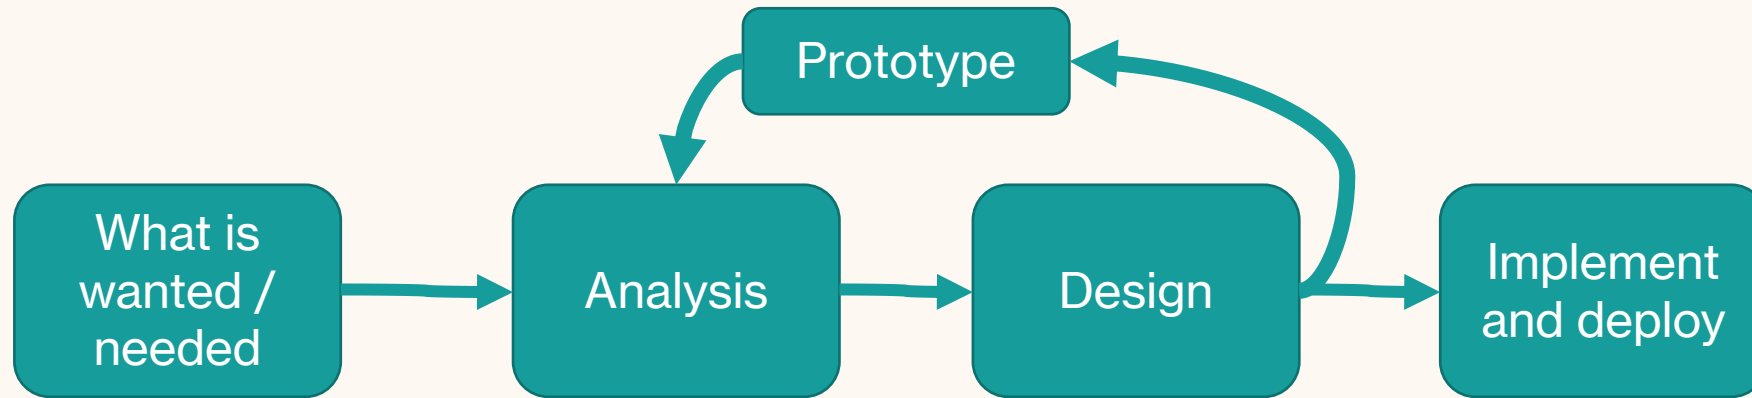 Prototype
What is
wanted /
needed
Analysis
Design
Implement
and deploy